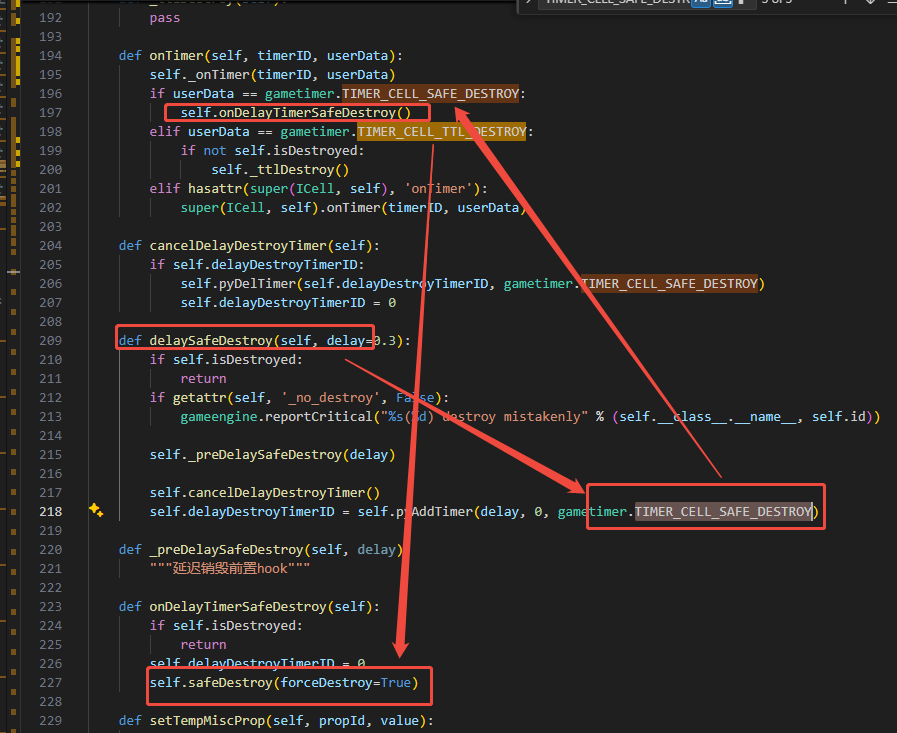 TIMER_CELL_SAFE_DESTR
192 pass
193
194 def onTimer(self, timerID, userData):
195 self._onTimer(timerID, userData)
196 if userData == gametimer.TIMER_CELL_SAFE_DESTROY:
197 self.onDelayTimerSafeDestroy()
198 elif userData == gametimer.TIMER_CELL_TTL_DESTROY:
199 if not self.isDestroyed:
200 self._ttlDestroy()
201 elif hasattr(super(ICell, self), 'onTimer'):
202 super(ICell, self).onTimer(timerID, userData)
203
204 def cancelDelayDestroyTimer(self):
205 if self.delayDestroyTimerID:
206 self.pyDelTimer(self.delayDestroyTimerID, gametimer.TIMER_CELL_SAFE_DESTROY)
207 self.delayDestroyTimerID = 0
208
209 def delaySafeDestroy(self, delay=0.3):
210 if self.isDestroyed:
211 return
212 if getattr(self, '_no_destroy', False):
213 gameengine.reportCritical("%s(%d) destroy mistakenly" % (self.__class__.__name__, self.id))
214
215 self._preDelaySafeDestroy(delay)
216
217 self.cancelDelayDestroyTimer()
218 self.delayDestroyTimerID = self.pyAddTimer(delay, 0, gametimer.TIMER_CELL_SAFE_DESTROY)
219
220 def _preDelaySafeDestroy(self, delay)
221 """延迟销毁前置hook"""
222
223 def onDelayTimerSafeDestroy(self):
224 if self.isDestroyed:
225 return
226 self.delayDestroyTimerID = 0
227 self.safeDestroy(forceDestroy=True)
228
229 def setTempMiscProp(self, propId, value):